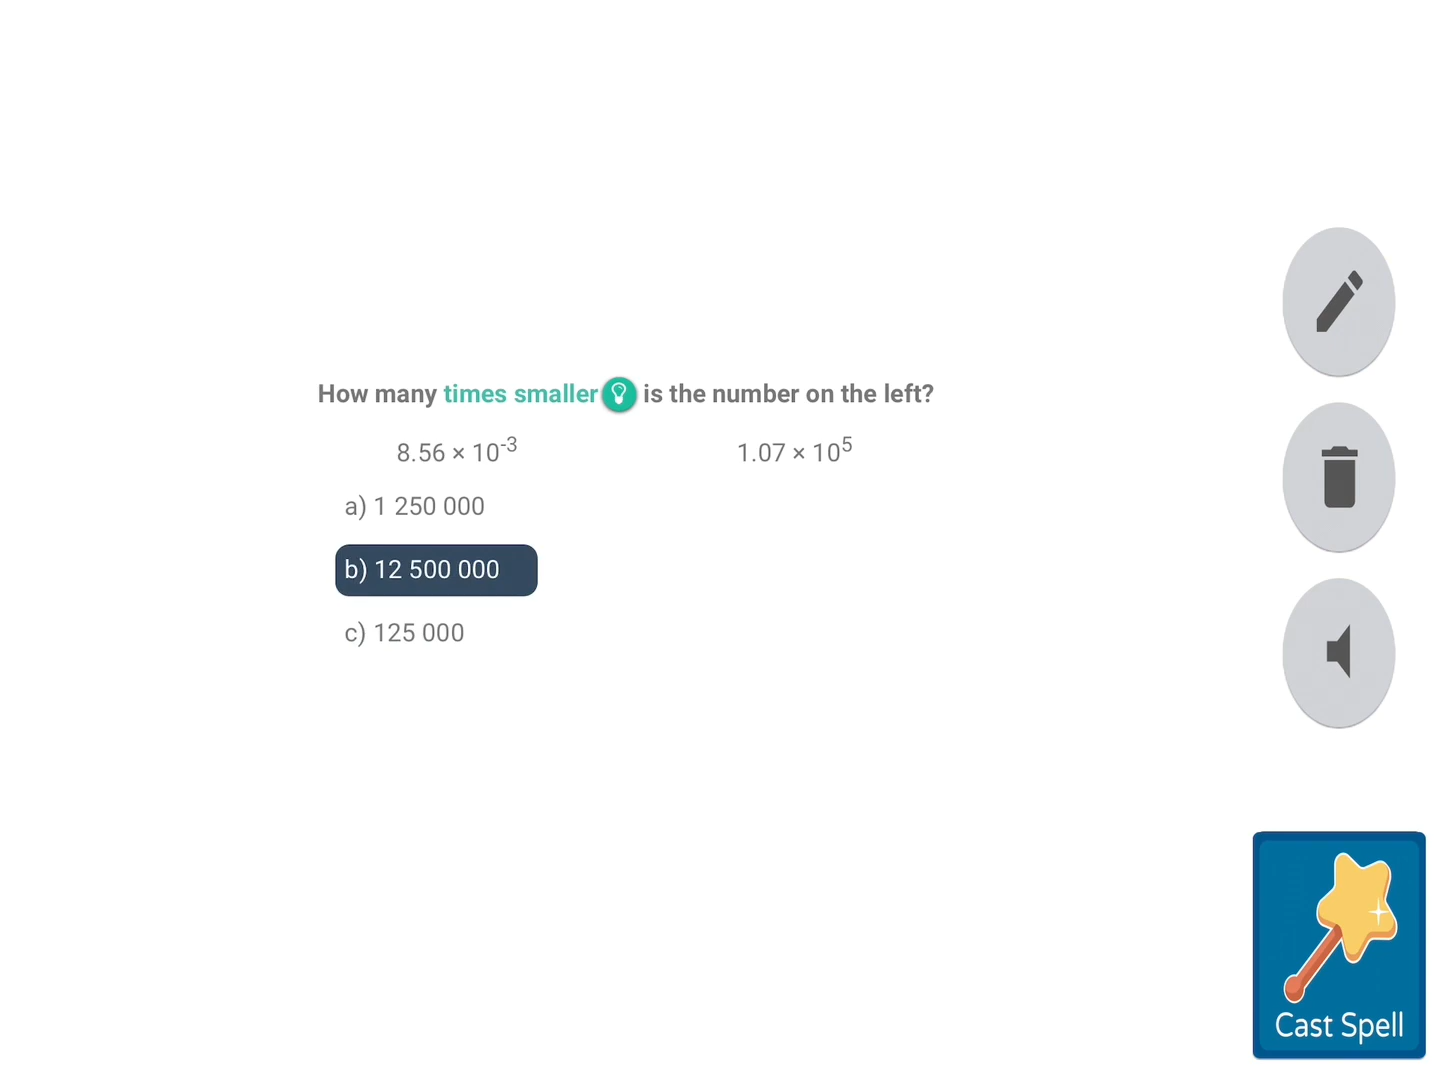 How many times smaller is the number on the left?
8.56 × 10⁻³ 1.07 × 10⁵
a) 1 250 000
b) 12 500 000
c) 125 000
Cast Spell